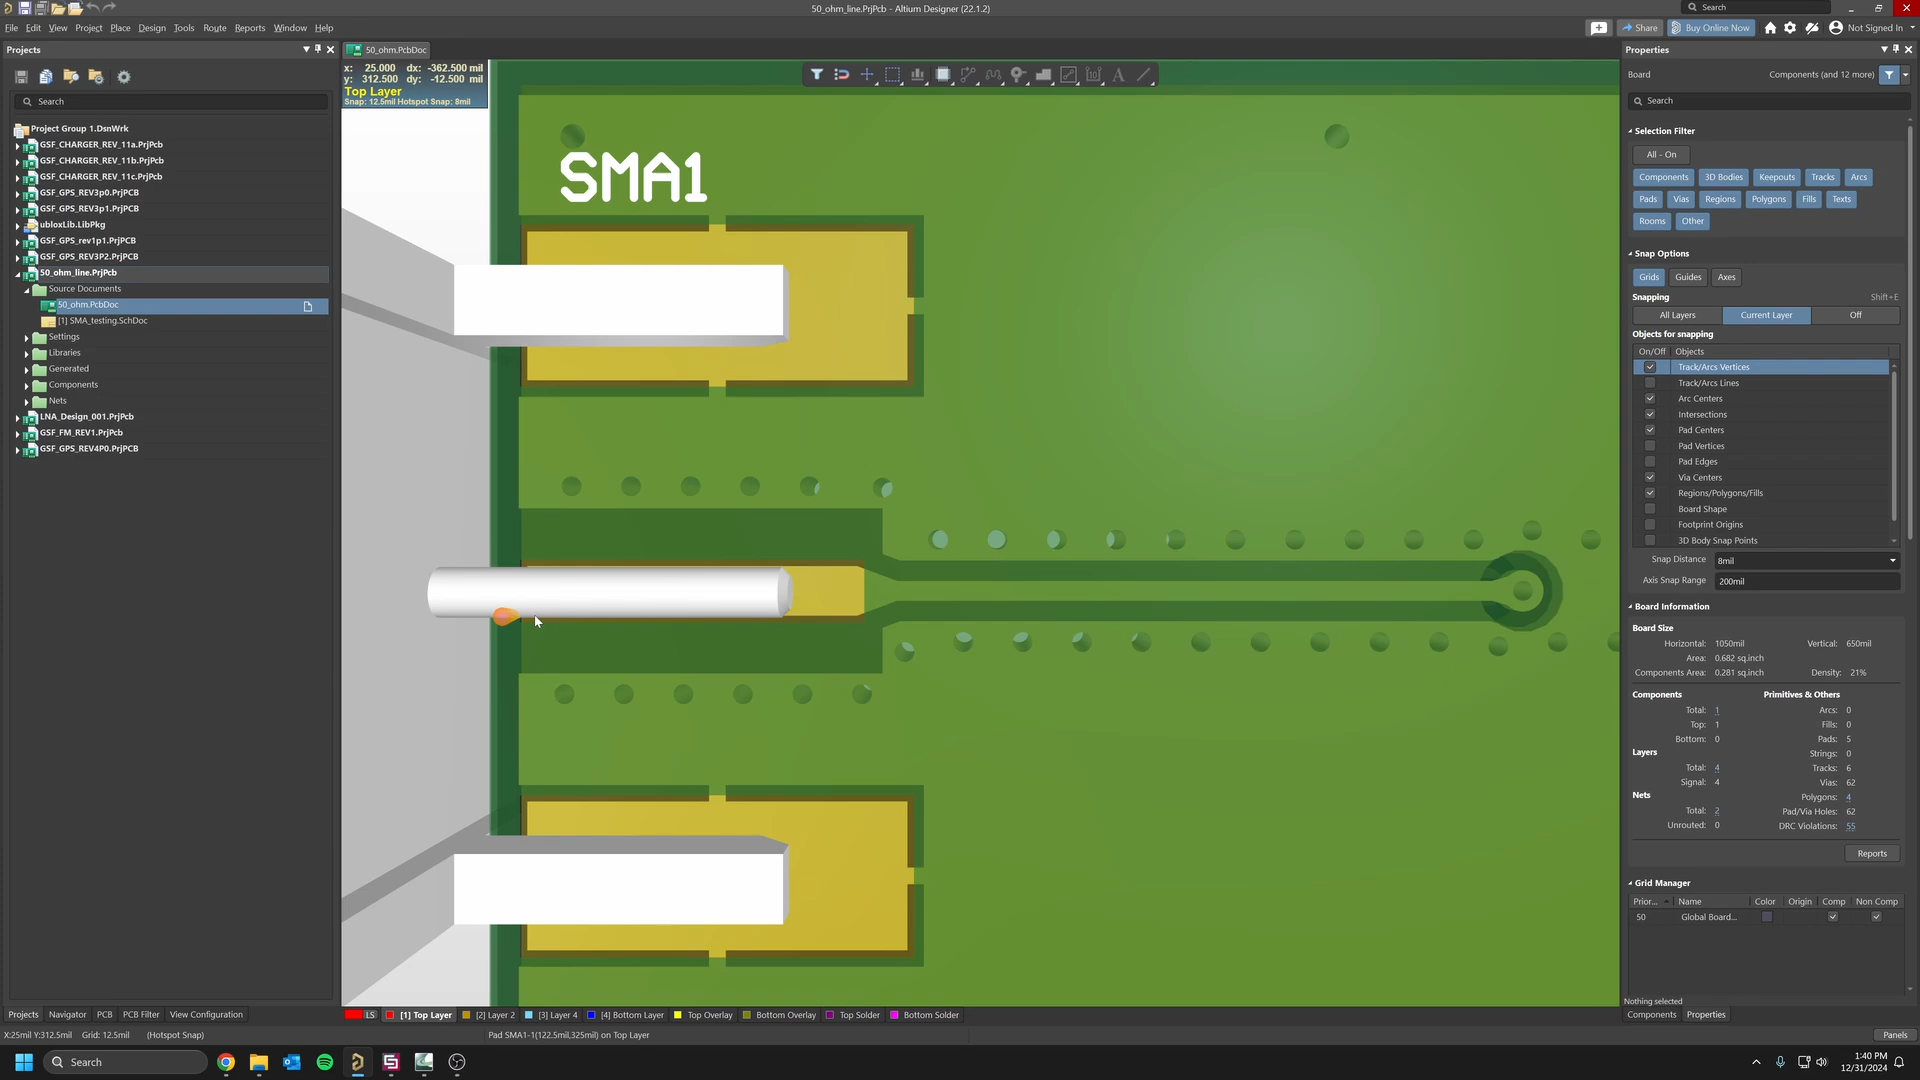 50_ohm_line.PrjPcb - Altium Designer (22.1.2)
Search
File Edit View Project Place Design Tools Route Reports Window Help
Share
Buy Online Now
Not Signed In
Projects
Search
Project Group 1.DsnWrk
GSF_CHARGER_REV_11a.PrjPcb
GSF_CHARGER_REV_11b.PrjPcb
GSF_CHARGER_REV_11c.PrjPcb
GSF_GPS_REV3p0.PrjPCB
GSF_GPS_REV3p1.PrjPCB
ubloxLib.LibPkg
GSF_GPS_rev1p1.PrjPCB
GSF_GPS_REV3P2.PrjPCB
50_ohm_line.PrjPcb
Source Documents
50_ohm.PcbDoc
[1] SMA_testing.SchDoc
Settings
Libraries
Generated
Components
Nets
LNA_Design_001.PrjPcb
GSF_FM_REV1.PrjPcb
GSF_GPS_REV4P0.PrjPCB
Projects Navigator PCB PCB Filter View Configuration
50_ohm.PcbDoc
x: 25.000 dx: -362.500 mil
y: 312.500 dy: -12.500 mil
Top Layer
Snap: 12.5mil Hotspot Snap: 8mil
SMA1
LS [1] Top Layer [2] Layer 2 [3] Layer 4 [4] Bottom Layer Top Overlay Bottom Overlay Top Solder Bottom Solder
Properties
Board Components (and 12 more)
Search
Selection Filter
All - On
Components 3D Bodies Keepouts Tracks Arcs
Pads Vias Regions Polygons Fills Texts
Rooms Other
Snap Options
Grids Guides Axes
Snapping Shift+E
All Layers Current Layer Off
Objects for snapping
On/Off Objects
Track/Arcs Vertices
Track/Arcs Lines
Arc Centers
Intersections
Pad Centers
Pad Vertices
Pad Edges
Via Centers
Regions/Polygons/Fills
Board Shape
Footprint Origins
3D Body Snap Points
Snap Distance 8mil
Axis Snap Range 200mil
Board Information
Board Size
Horizontal: 1050mil Vertical: 650mil
Area: 0.682 sq.inch
Components Area: 0.281 sq.inch Density: 21%
Components Primitives & Others
Total: 1 Arcs: 0
Top: 1 Fills: 0
Bottom: 0 Pads: 5
Layers Strings: 0
Total: 4 Tracks: 6
Signal: 4 Vias: 62
Nets Polygons: 4
Total: 2 Pad/Via Holes: 62
Unrouted: 0 DRC Violations: 55
Reports
Grid Manager
Prior... Name Color Origin Comp Non Comp
50 Global Board...
Nothing selected
Components Properties
X:25mil Y:312.5mil Grid: 12.5mil (Hotspot Snap) Pad SMA1-1(122.5mil,325mil) on Top Layer Panels
Search
1:40 PM
12/31/2024